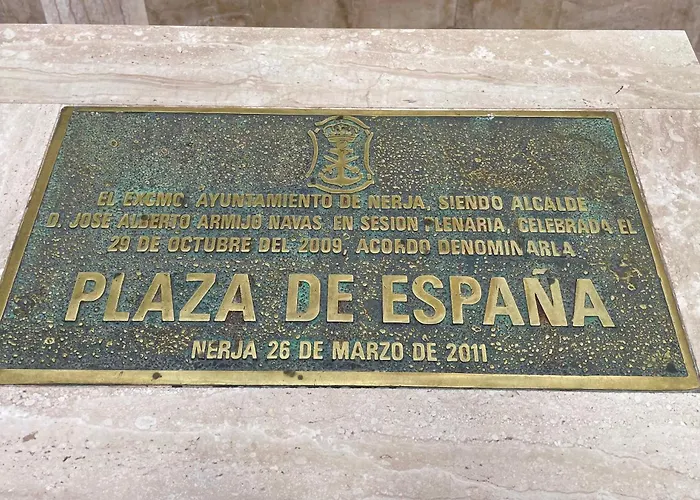 EL EXCMO. AYUNTAMIENTO DE NERJA, SIENDO ALCALDE
D. JOSE ALBERTO ARMIJO NAVAS, EN SESION PLENARIA, CELEBRADA EL
29 DE OCTUBRE DEL 2009, ACORDO DENOMINARLA
PLAZA DE ESPAÑA
NERJA 26 DE MARZO DE 2011